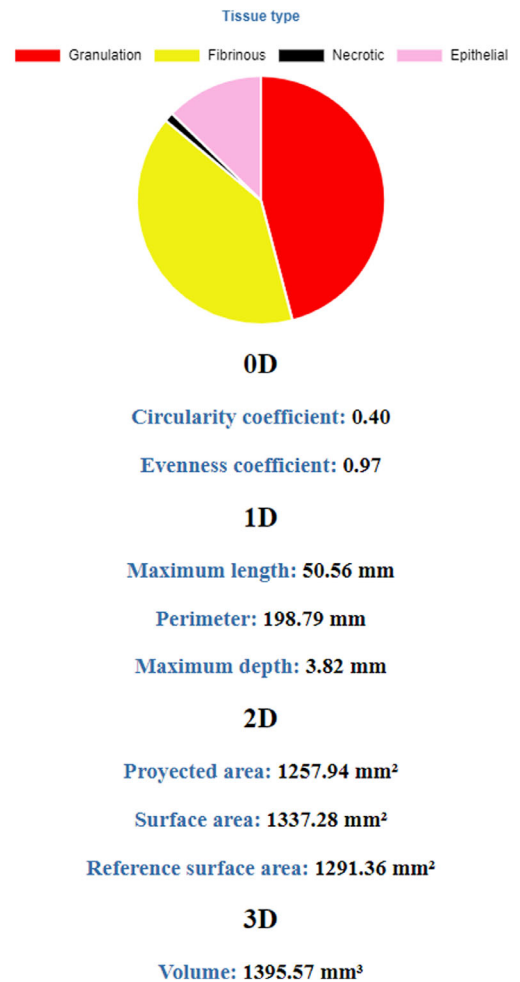 Tissue type
Granulation Fibrinous Necrotic Epithelial
0D
Circularity coefficient: 0.40
Evenness coefficient: 0.97
1D
Maximum length: 50.56 mm
Perimeter: 198.79 mm
Maximum depth: 3.82 mm
2D
Proyected area: 1257.94 mm²
Surface area: 1337.28 mm²
Reference surface area: 1291.36 mm²
3D
Volume: 1395.57 mm³